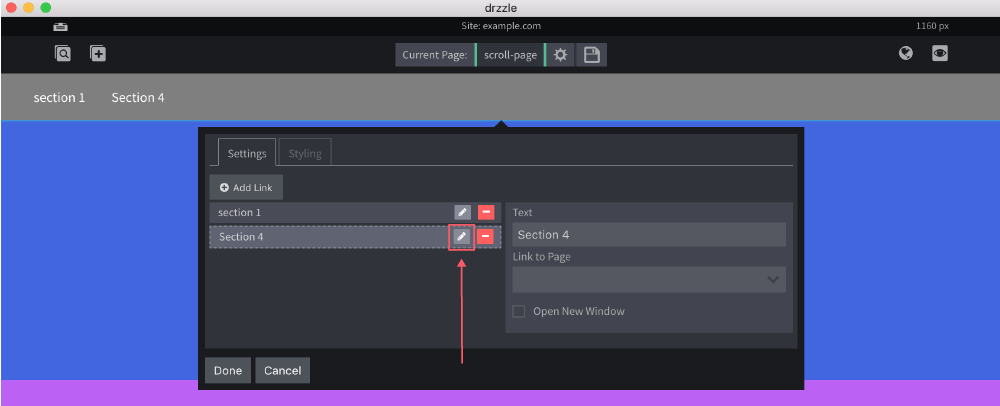 drzzle
Site: example.com
1160 px
Current Page: scroll-page
section 1 Section 4
Settings Styling
Add Link
section 1
Section 4
Text
Section 4
Link to Page
Open New Window
Done Cancel